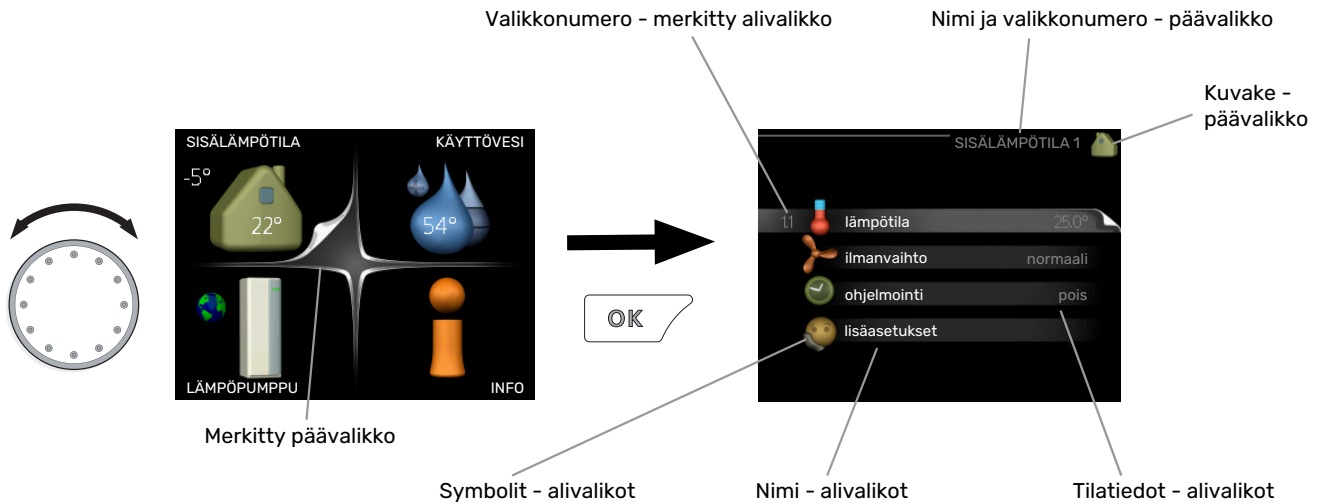 Valikkonumero - merkitty alivalikko
Nimi ja valikkonumero - päävalikko
Kuvake -
päävalikko
SISÄLÄMPÖTILA
KÄYTTÖVESI
-5°
22°
54°
LÄMPÖPUMPPU
INFO
Merkitty päävalikko
OK
SISÄLÄMPÖTILA 1
1.1 lämpötila 25.0°
ilmanvaihto normaali
ohjelmointi pois
lisäasetukset
Symbolit - alivalikot
Nimi - alivalikot
Tilatiedot - alivalikot